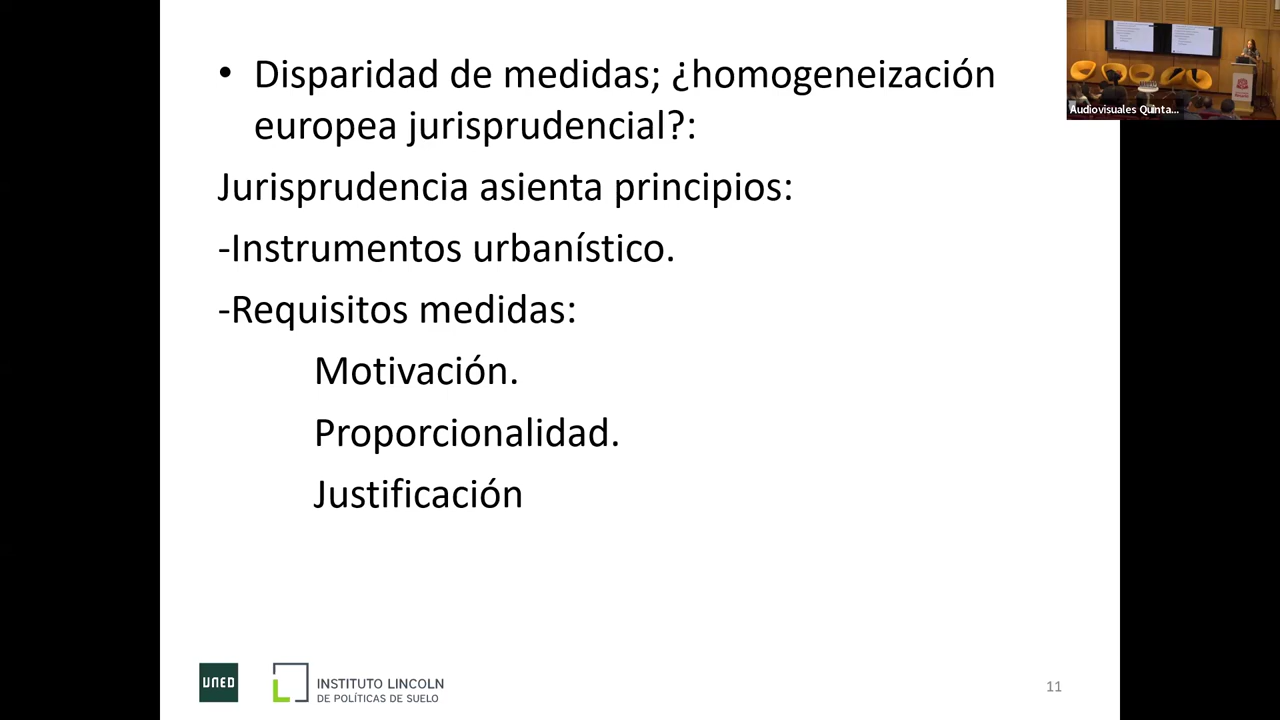 • Disparidad de medidas; ¿homogeneización
europea jurisprudencial?:
Jurisprudencia asienta principios:
-Instrumentos urbanístico.
-Requisitos medidas:
Motivación.
Proporcionalidad.
Justificación
Audiovisuales Quinta...
UNED
INSTITUTO LINCOLN
DE POLÍTICAS DE SUELO
11